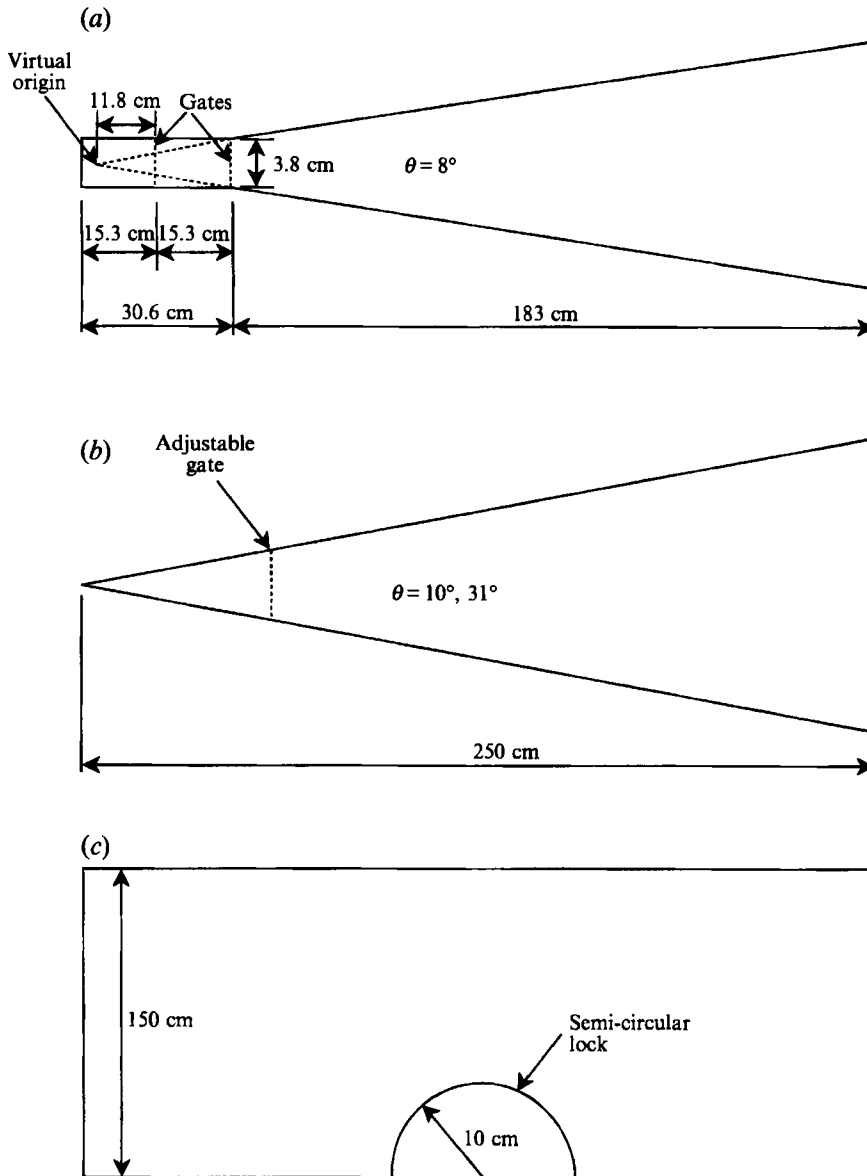 (a)
Virtual
origin
11.8 cm
Gates
3.8 cm
θ = 8°
15.3 cm 15.3 cm
30.6 cm
183 cm
(b)
Adjustable
gate
θ = 10°, 31°
250 cm
(c)
150 cm
Semi-circular
lock
10 cm